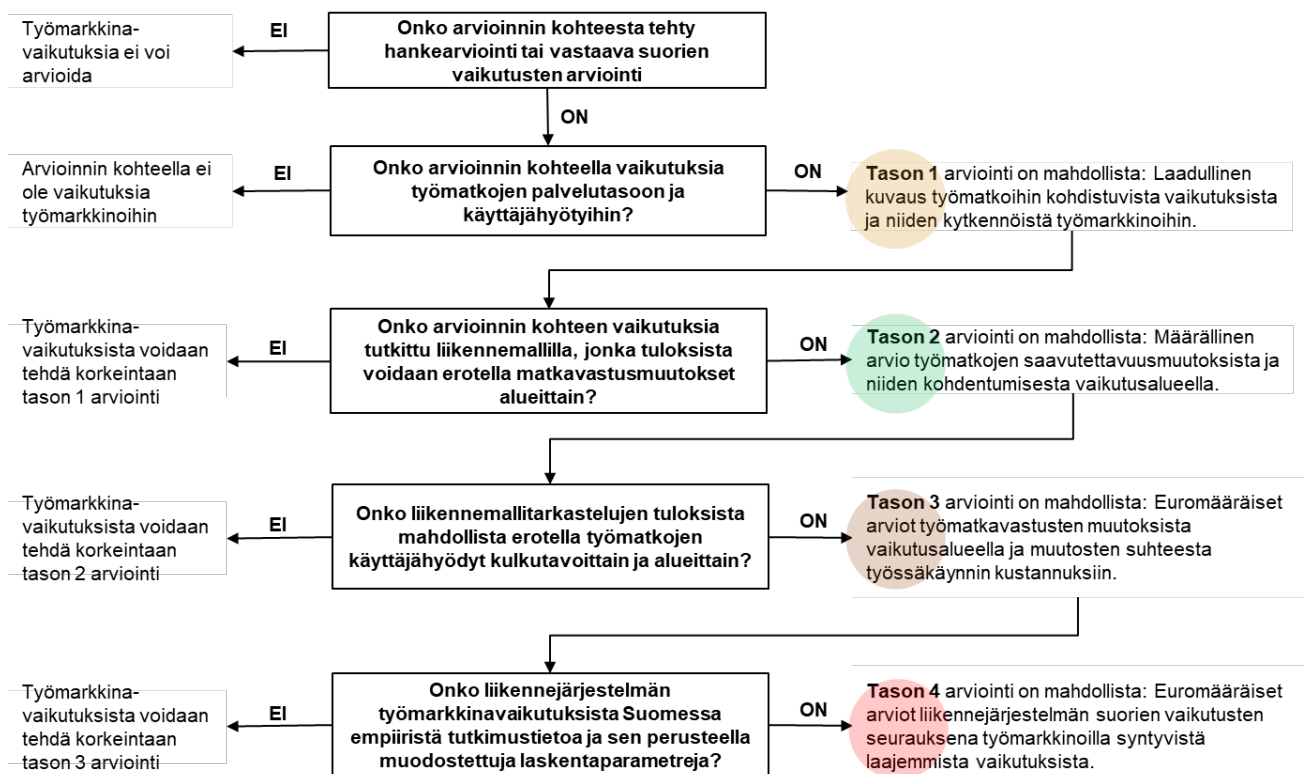 Onko arvioinnin kohteesta tehty
hankearviointi tai vastaava suorien
vaikutusten arviointi
EI
Työmarkkina-
vaikutuksia ei voi
arvioida
ON
Onko arvioinnin kohteella vaikutuksia
työmatkojen palvelutasoon ja
käyttäjähyötyihin?
EI
Arvioinnin kohteella ei
ole vaikutuksia
työmarkkinoihin
ON
Tason 1 arviointi on mahdollista: Laadullinen
kuvaus työmatkoihin kohdistuvista vaikutuksista
ja niiden kytkennöistä työmarkkinoihin.
Onko arvioinnin kohteen vaikutuksia
tutkittu liikennemallilla, jonka tuloksista
voidaan erotella matkavastusmuutokset
alueittain?
EI
Työmarkkina-
vaikutuksista voidaan
tehdä korkeintaan
tason 1 arviointi
ON
Tason 2 arviointi on mahdollista: Määrällinen
arvio työmatkojen saavutettavuusmuutoksista ja
niiden kohdentumisesta vaikutusalueella.
Onko liikennemallitarkastelujen tuloksista
mahdollista erotella työmatkojen
käyttäjähyödyt kulkutavoittain ja alueittain?
EI
Työmarkkina-
vaikutuksista voidaan
tehdä korkeintaan
tason 2 arviointi
ON
Tason 3 arviointi on mahdollista: Euromääräiset
arviot työmatkavastusten muutoksista
vaikutusalueella ja muutosten suhteesta
työssäkäynnin kustannuksiin.
Onko liikennejärjestelmän
työmarkkinavaikutuksista Suomessa
empiiristä tutkimustietoa ja sen perusteella
muodostettuja laskentaparametreja?
EI
Työmarkkina-
vaikutuksista voidaan
tehdä korkeintaan
tason 3 arviointi
ON
Tason 4 arviointi on mahdollista: Euromääräiset
arviot liikennejärjestelmän suorien vaikutusten
seurauksena työmarkkinoilla syntyvistä
laajemmista vaikutuksista.